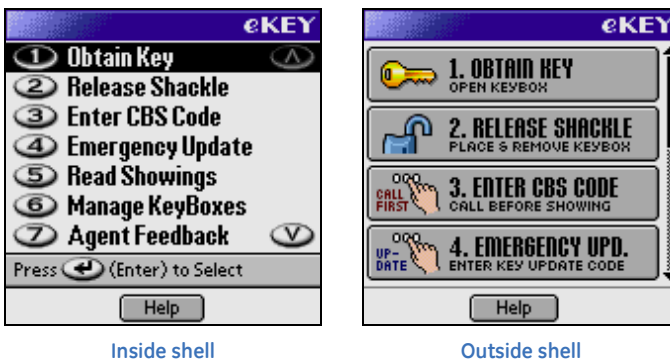 eKEY
1 Obtain Key
2 Release Shackle
3 Enter CBS Code
4 Emergency Update
5 Read Showings
6 Manage KeyBoxes
7 Agent Feedback
Press (Enter) to Select
Help
Inside shell
eKEY
1. OBTAIN KEY
OPEN KEYBOX
2. RELEASE SHACKLE
PLACE & REMOVE KEYBOX
CALL FIRST
3. ENTER CBS CODE
CALL BEFORE SHOWING
UP-DATE
4. EMERGENCY UPD.
ENTER KEY UPDATE CODE
Help
Outside shell